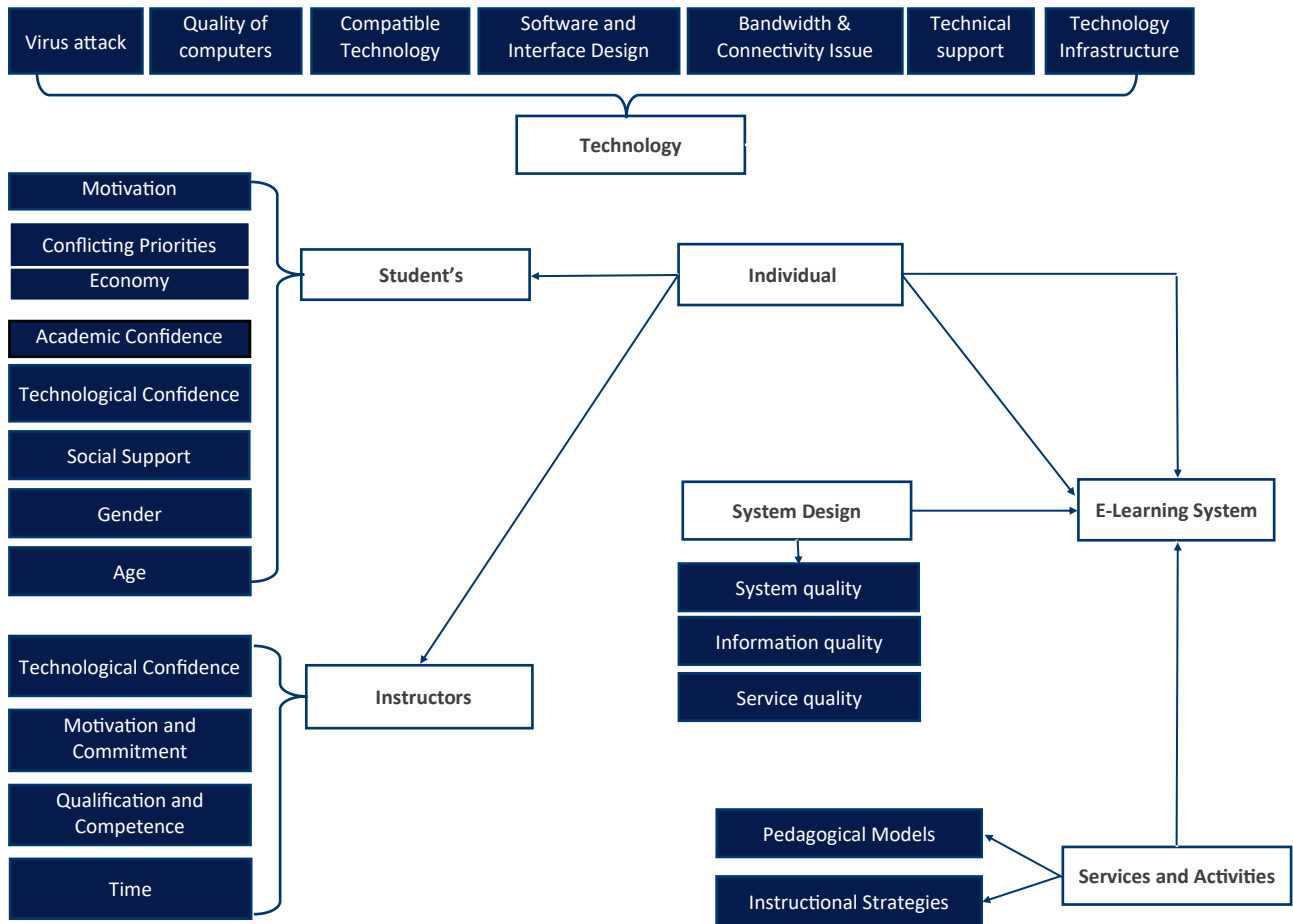 Virus attack
Quality of
computers
Compatible
Technology
Software and
Interface Design
Bandwidth &
Connectivity Issue
Technical
support
Technology
Infrastructure
Technology
Motivation
Conflicting Priorities
Economy
Academic Confidence
Technological Confidence
Social Support
Gender
Age
Student's
Individual
System Design
E-Learning System
System quality
Information quality
Service quality
Technological Confidence
Motivation and
Commitment
Qualification and
Competence
Time
Instructors
Pedagogical Models
Instructional Strategies
Services and Activities